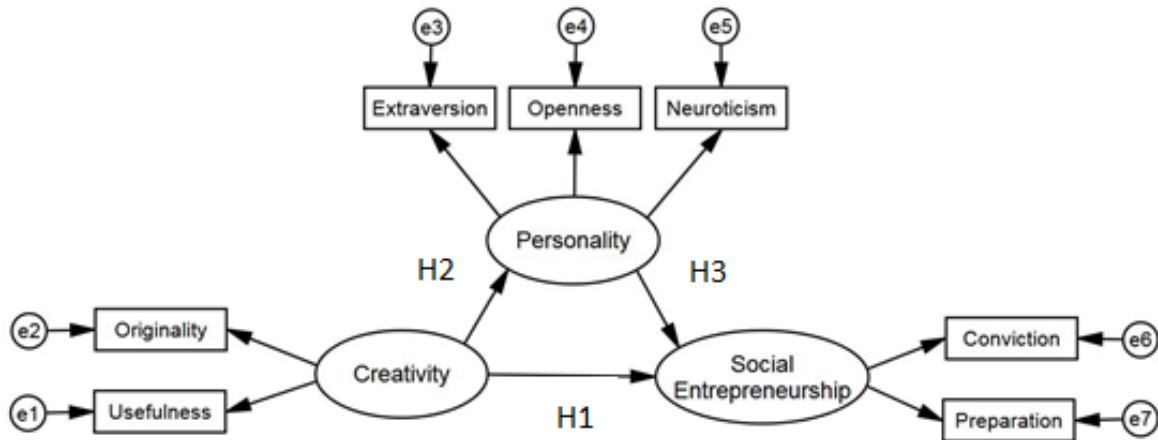 e3
e4
e5
Extraversion
Openness
Neuroticism
Personality
H2
H3
e2
Originality
e1
Usefulness
Creativity
H1
Social
Entrepreneurship
Conviction
e6
Preparation
e7